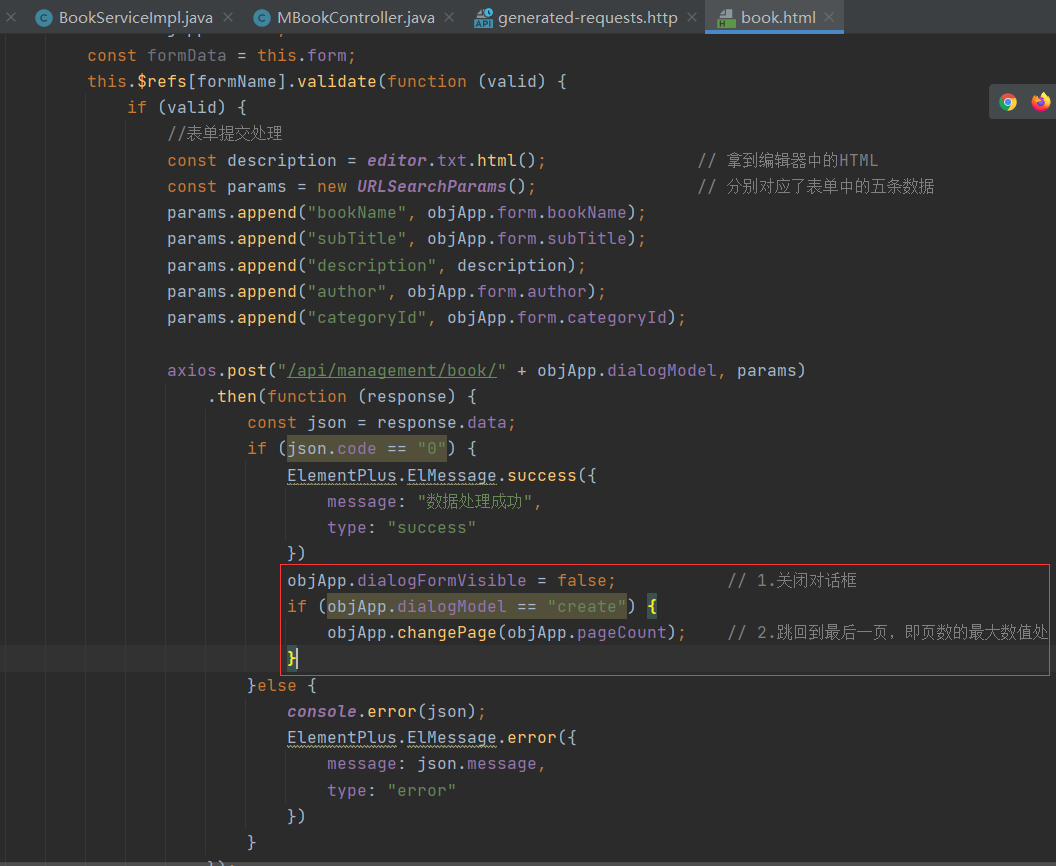 BookServiceImpl.java
MBookController.java
generated-requests.http
book.html
const formData = this.form;
this.$refs[formName].validate(function (valid) {
if (valid) {
//表单提交处理
const description = editor.txt.html(); // 拿到编辑器中的HTML
const params = new URLSearchParams(); // 分别对应了表单中的五条数据
params.append("bookName", objApp.form.bookName);
params.append("subTitle", objApp.form.subTitle);
params.append("description", description);
params.append("author", objApp.form.author);
params.append("categoryId", objApp.form.categoryId);
axios.post("/api/management/book/" + objApp.dialogModel, params)
.then(function (response) {
const json = response.data;
if (json.code == "0") {
ElementPlus.ElMessage.success({
message: "数据处理成功",
type: "success"
})
objApp.dialogFormVisible = false; // 1.关闭对话框
if (objApp.dialogModel == "create") {
objApp.changePage(objApp.pageCount); // 2.跳回到最后一页，即页数的最大数值处
}
}else {
console.error(json);
ElementPlus.ElMessage.error({
message: json.message,
type: "error"
})
}